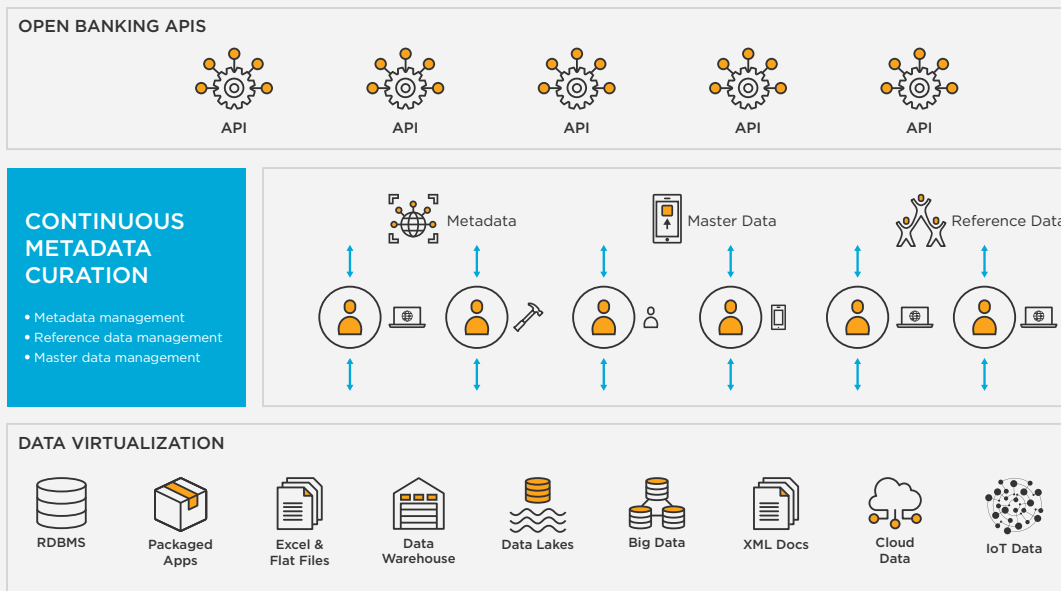 OPEN BANKING APIS
API
API
API
API
API
CONTINUOUS
METADATA
CURATION
• Metadata management
• Reference data management
• Master data management
Metadata
Master Data
Reference Data
DATA VIRTUALIZATION
RDBMS
Packaged
Apps
Excel &
Flat Files
Data
Warehouse
Data Lakes
Big Data
XML Docs
Cloud
Data
IoT Data